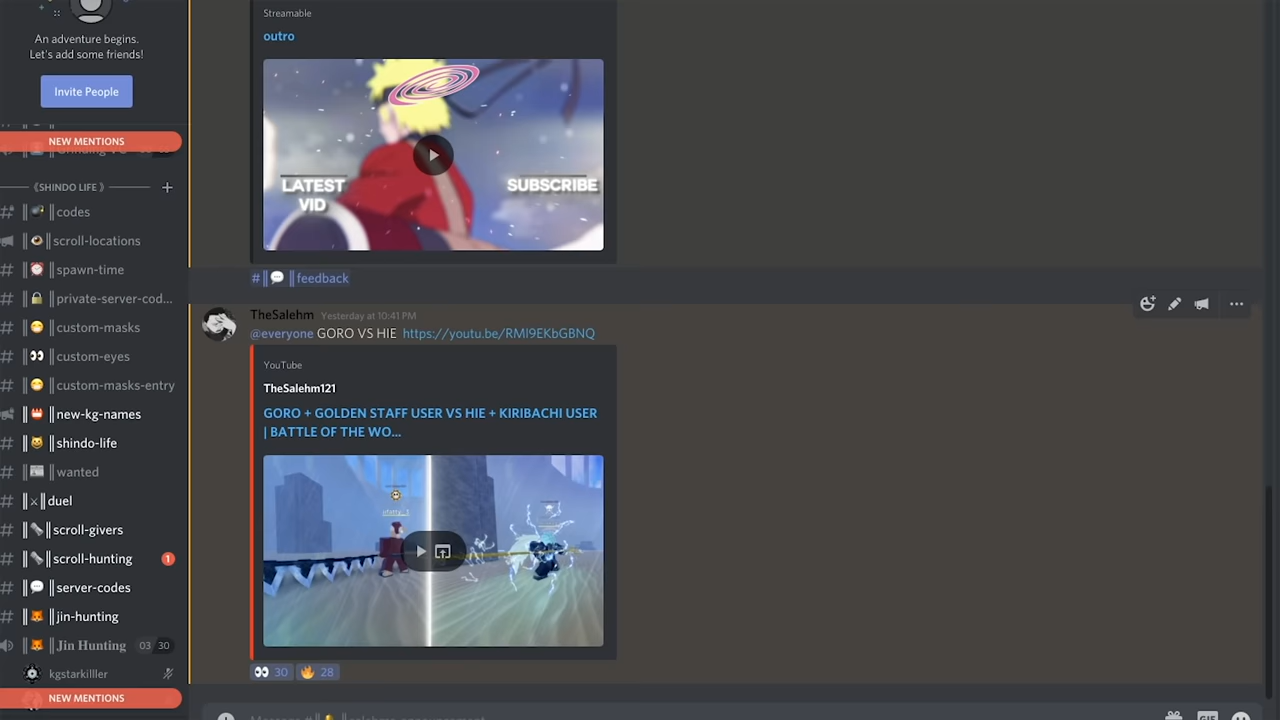 An adventure begins.
Let's add some friends!
Invite People
NEW MENTIONS
《SHINDO LIFE 》
codes
scroll-locations
spawn-time
private-server-cod...
custom-masks
custom-eyes
custom-masks-entry
new-kg-names
shindo-life
wanted
duel
scroll-givers
scroll-hunting 1
server-codes
jin-hunting
Jin Hunting 03 30
kgstarkilller
NEW MENTIONS
Streamable
outro
LATEST
VID
SUBSCRIBE
feedback
TheSalehm Yesterday at 10:41 PM
@everyone GORO VS HIE https://youtu.be/RMl9EKbGBNQ
YouTube
TheSalehm121
GORO + GOLDEN STAFF USER VS HIE + KIRIBACHI USER
| BATTLE OF THE WO...
30 28
GIF